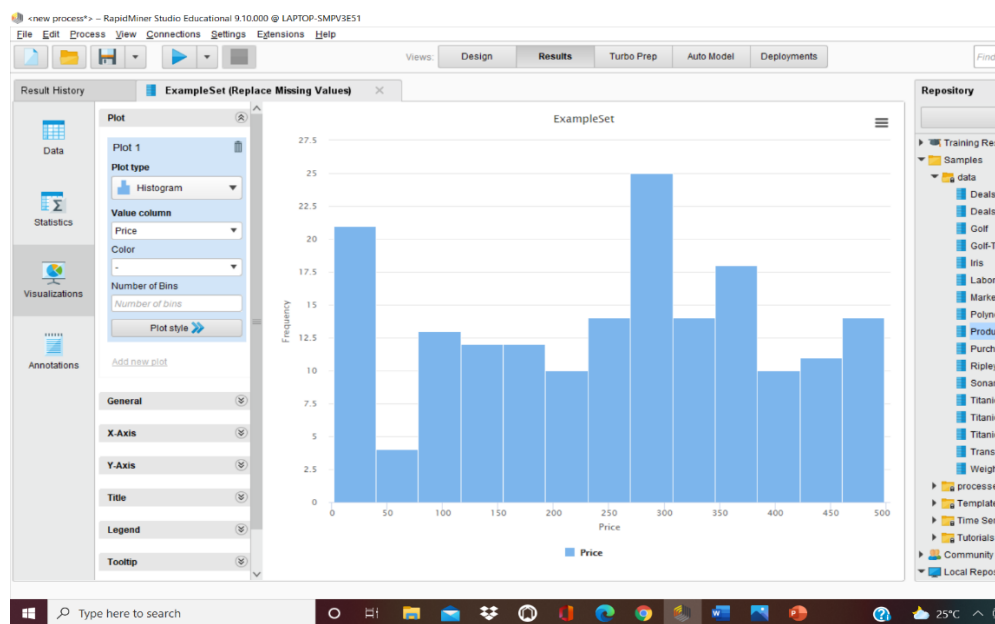 <new process*> – RapidMiner Studio Educational 9.10.000 @ LAPTOP-SMPV3E51
File Edit Process View Connections Settings Extensions Help
Views: Design Results Turbo Prep Auto Model Deployments Find
Result History
ExampleSet (Replace Missing Values)
Data
Statistics
Visualizations
Annotations
Plot
Plot 1
Plot type
Histogram
Value column
Price
Color
-
Number of Bins
Number of bins
Plot style
Add new plot
General
X-Axis
Y-Axis
Title
Legend
Tooltip
ExampleSet
27.5
25
22.5
20
17.5
15
12.5
10
7.5
5
2.5
0
Frequency
0 50 100 150 200 250 300 350 400 450 500
Price
Price
Repository
Training Re
Samples
data
Deals
Deals
Golf
Golf-T
Iris
Labor
Marke
Polyn
Produ
Purch
Ripley
Sonar
Titani
Titani
Titani
Trans
Weigh
processe
Template
Time Ser
Tutorials
Community
Local Repos
Type here to search
25°C